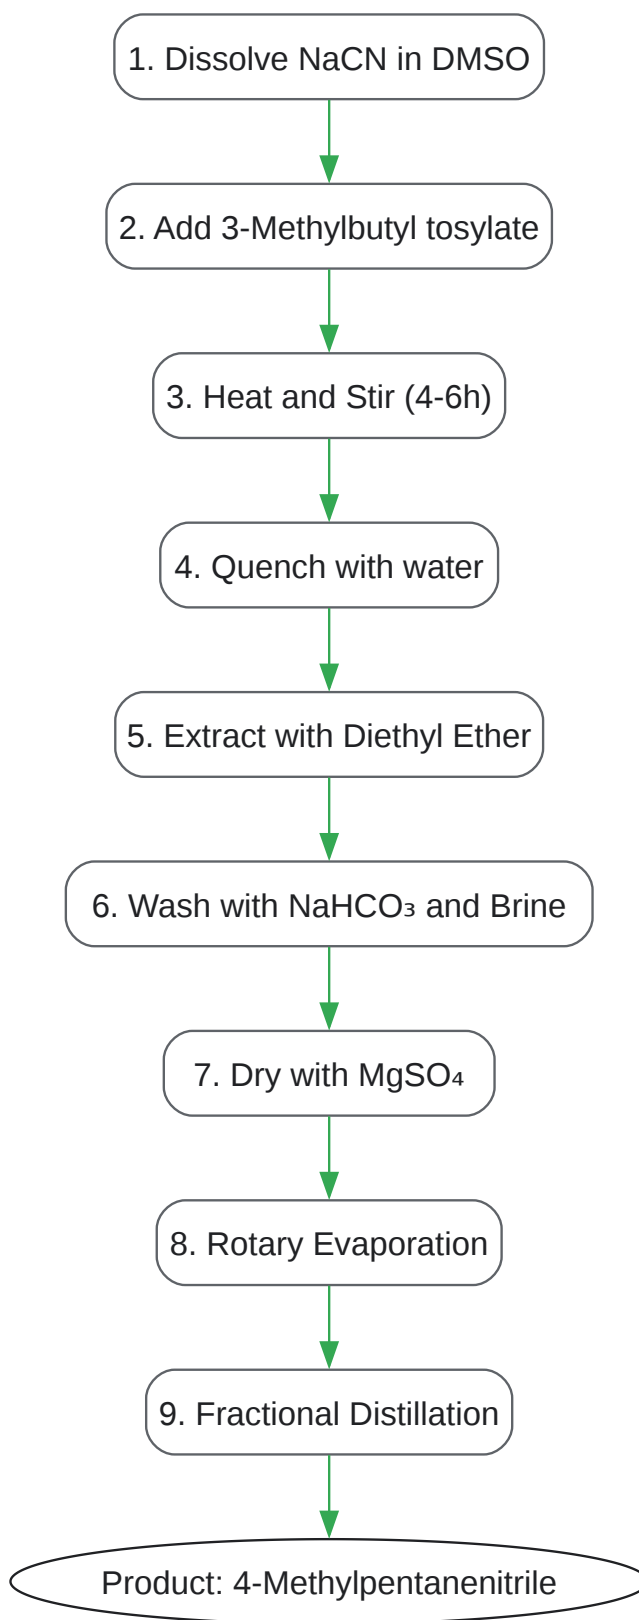 1. Dissolve NaCN in DMSO
2. Add 3-Methylbutyl tosylate
3. Heat and Stir (4-6h)
4. Quench with water
5. Extract with Diethyl Ether
6. Wash with NaHCO₃ and Brine
7. Dry with MgSO₄
8. Rotary Evaporation
9. Fractional Distillation
Product: 4-Methylpentanenitrile